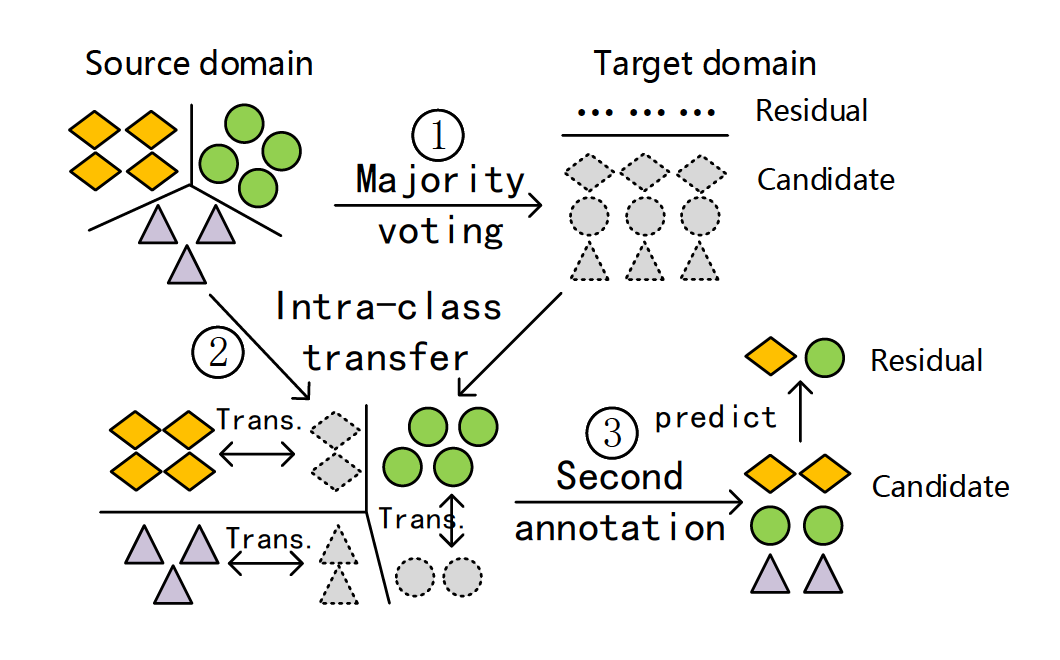 Source domain
Target domain
... ... ...
Residual
①
Majority
voting
Candidate
Intra-class
transfer
②
Trans.
Trans.
Trans.
③
Second
annotation
predict
Residual
Candidate